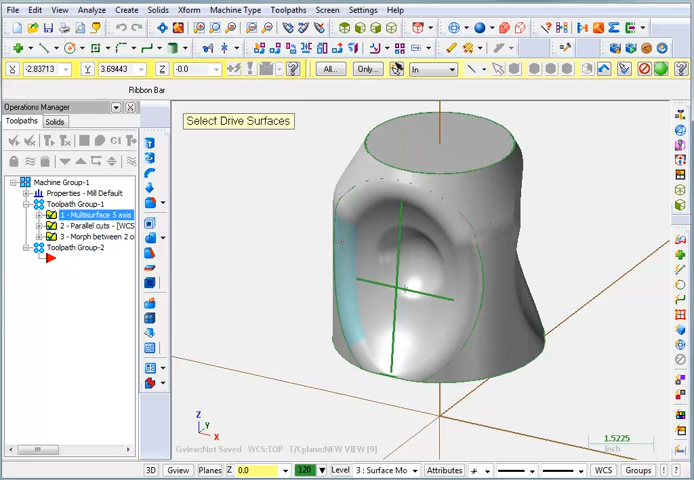 File Edit View Analyze Create Solids Xform Machine Type Toolpaths Screen Settings Help
X -2.83713 Y 3.69443 Z -0.0 All... Only... In
Ribbon Bar
Operations Manager
Toolpaths Solids
G1
Machine Group-1
Properties - Mill Default
Toolpath Group-1
1 - Multisurface 5 axis
2 - Parallel cuts - [WCS
3 - Morph between 2 c
Toolpath Group-2
Select Drive Surfaces
Z
Y
X
Gview:Not Saved WCS:TOP T/Cplane:NEW VIEW [9]
1.5225
Inch
3D Gview Planes Z 0.0 120 Level 3 : Surface Mo Attributes WCS Groups ! ?